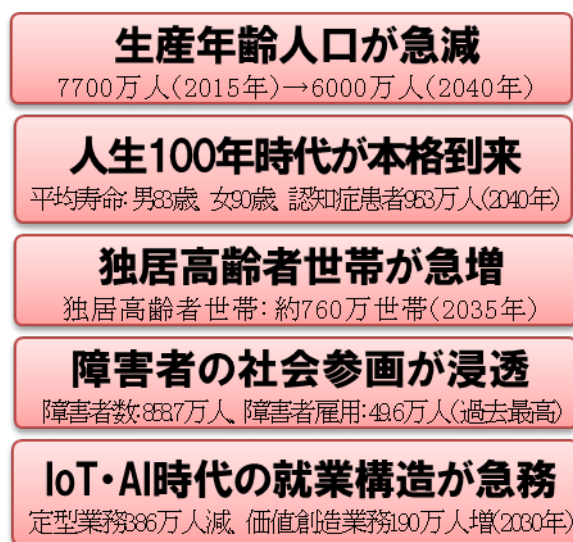 生産年齢人口が急減
7700万人(2015年)→6000万人(2040年)
人生100年時代が本格到来
平均寿命:男83歳、女90歳、認知症患者953万人(2040年)
独居高齢者世帯が急増
独居高齢者世帯:約760万世帯(2035年)
障害者の社会参画が浸透
障害者数:858.7万人、障害者雇用:49.6万人(過去最高)
IoT・AI時代の就業構造が急務
定型業務386万人減、価値創造業務190万人増(2030年)